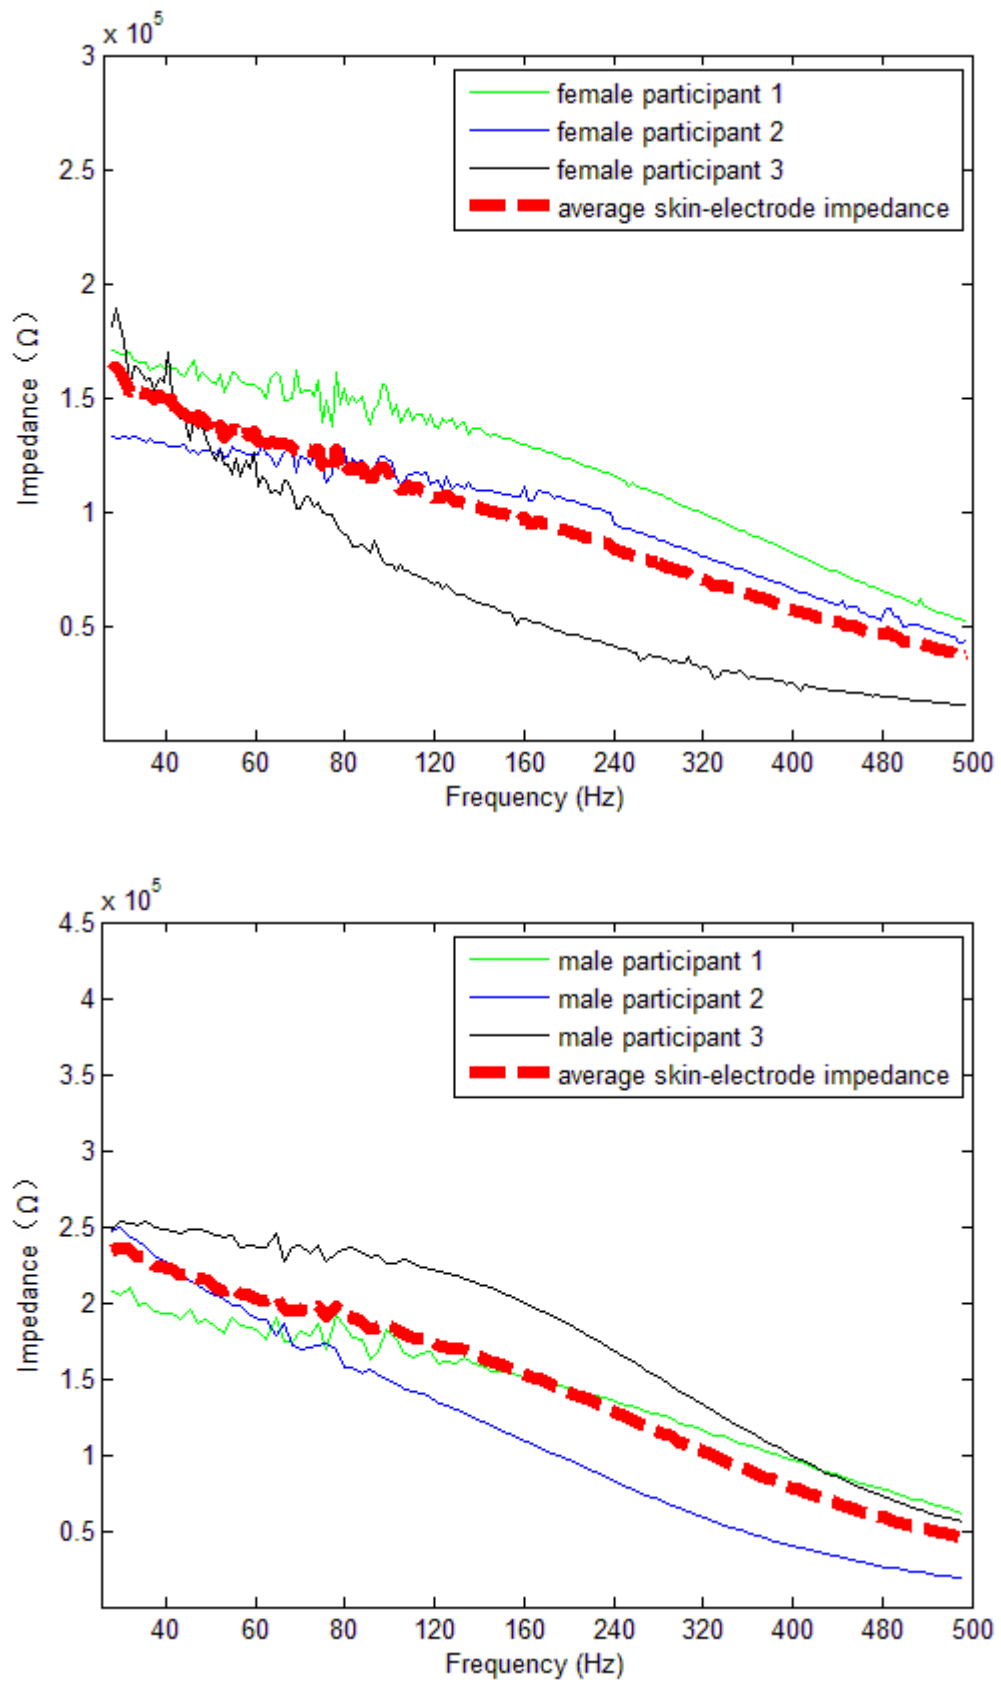 x 10^5
3
2.5
2
1.5
1
0.5
Impedance (Ω)
female participant 1
female participant 2
female participant 3
average skin-electrode impedance
40 60 80 120 160 240 320 400 480 500
Frequency (Hz)
x 10^5
4.5
4
3.5
3
2.5
2
1.5
1
0.5
Impedance (Ω)
male participant 1
male participant 2
male participant 3
average skin-electrode impedance
40 60 80 120 160 240 320 400 480 500
Frequency (Hz)